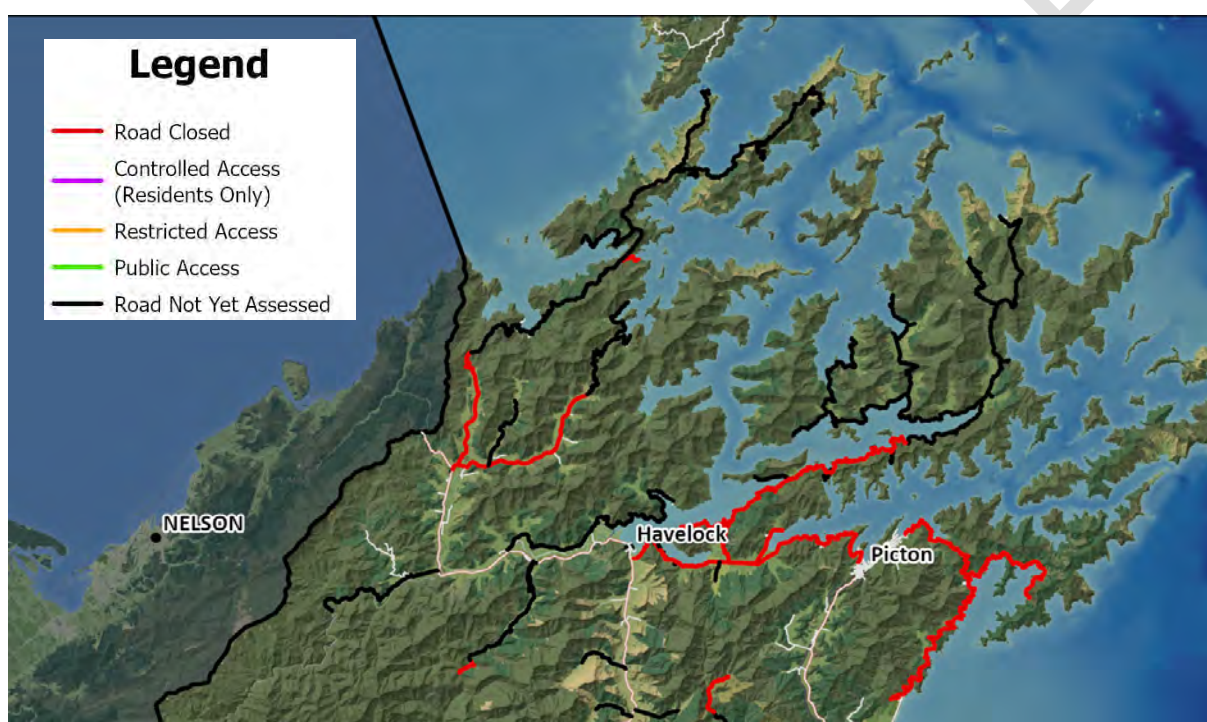 Legend
Road Closed
Controlled Access
(Residents Only)
Restricted Access
Public Access
Road Not Yet Assessed
NELSON
Havelock
Picton